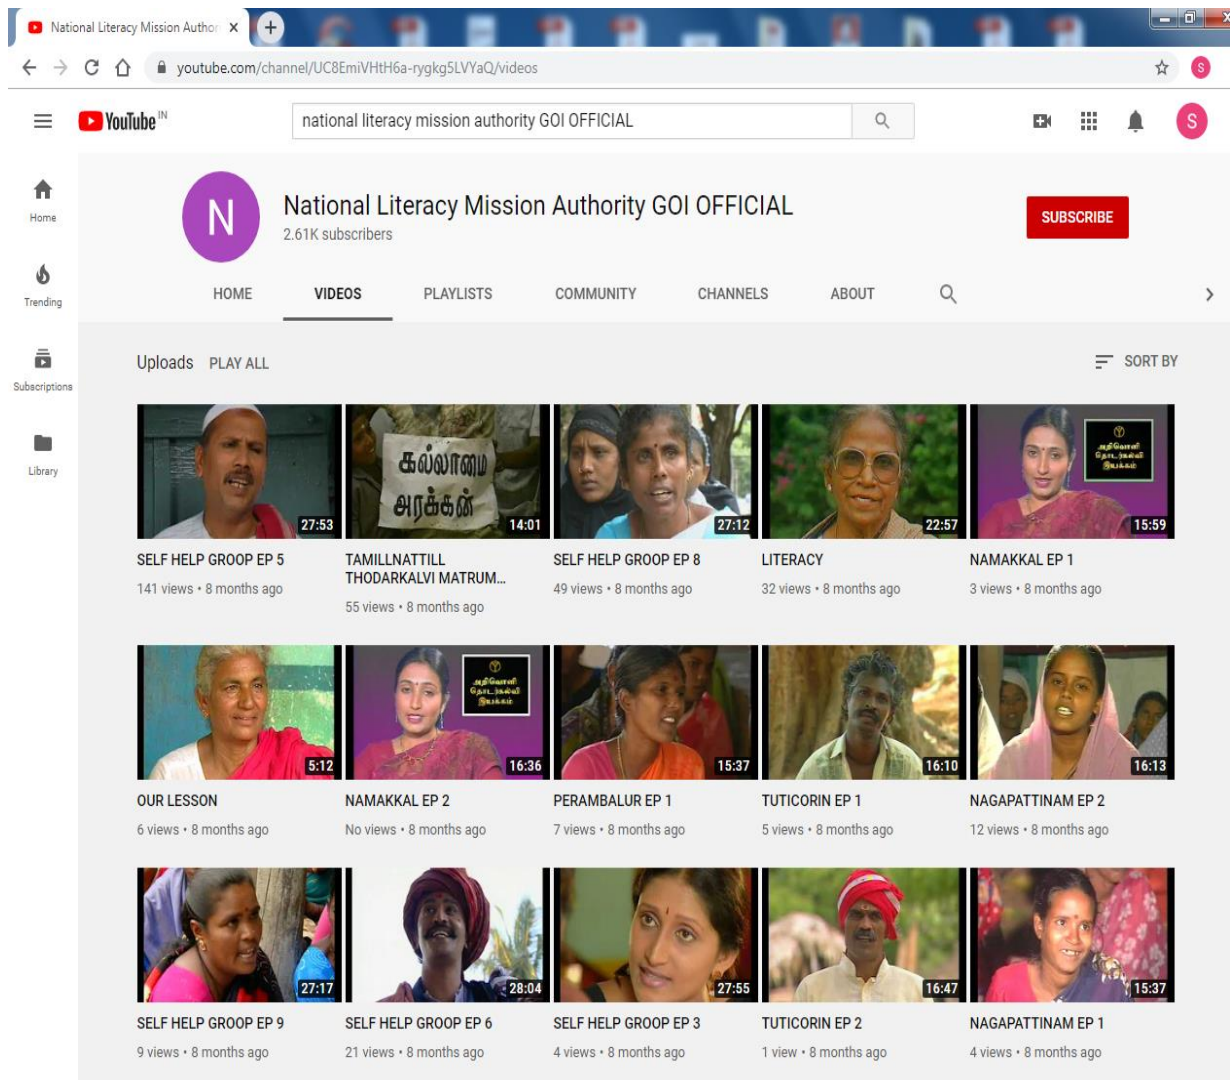 National Literacy Mission Author
youtube.com/channel/UC8EmiVHtH6a-rygkg5LVYaQ/videos
YouTube IN
national literacy mission authority GOI OFFICIAL
S
S
Home
Trending
Subscriptions
Library
N
National Literacy Mission Authority GOI OFFICIAL
2.61K subscribers
SUBSCRIBE
HOME VIDEOS PLAYLISTS COMMUNITY CHANNELS ABOUT
Uploads PLAY ALL
SORT BY
27:53
SELF HELP GROOP EP 5
141 views • 8 months ago
கல்லாமை
அரக்கன்
14:01
TAMILLNATTILL
THODARKALVI MATRUM...
55 views • 8 months ago
27:12
SELF HELP GROOP EP 8
49 views • 8 months ago
22:57
LITERACY
32 views • 8 months ago
அறிவொளி
தொடர்கல்வி
இயக்கம்
15:59
NAMAKKAL EP 1
3 views • 8 months ago
5:12
OUR LESSON
6 views • 8 months ago
அறிவொளி
தொடர்கல்வி
இயக்கம்
16:36
NAMAKKAL EP 2
No views • 8 months ago
15:37
PERAMBALUR EP 1
7 views • 8 months ago
16:10
TUTICORIN EP 1
5 views • 8 months ago
16:13
NAGAPATTINAM EP 2
12 views • 8 months ago
27:17
SELF HELP GROOP EP 9
9 views • 8 months ago
28:04
SELF HELP GROOP EP 6
21 views • 8 months ago
27:55
SELF HELP GROOP EP 3
4 views • 8 months ago
16:47
TUTICORIN EP 2
1 view • 8 months ago
15:37
NAGAPATTINAM EP 1
4 views • 8 months ago